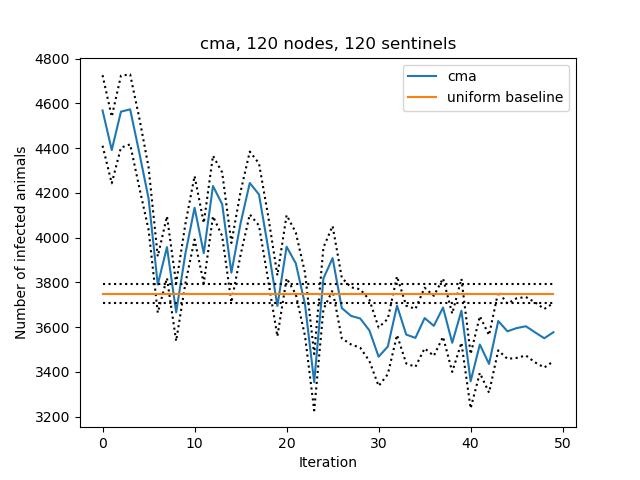 cma, 120 nodes, 120 sentinels
4800
4600
4400
4200
4000
3800
3600
3400
3200
Number of infected animals
cma
uniform baseline
0 10 20 30 40 50
Iteration